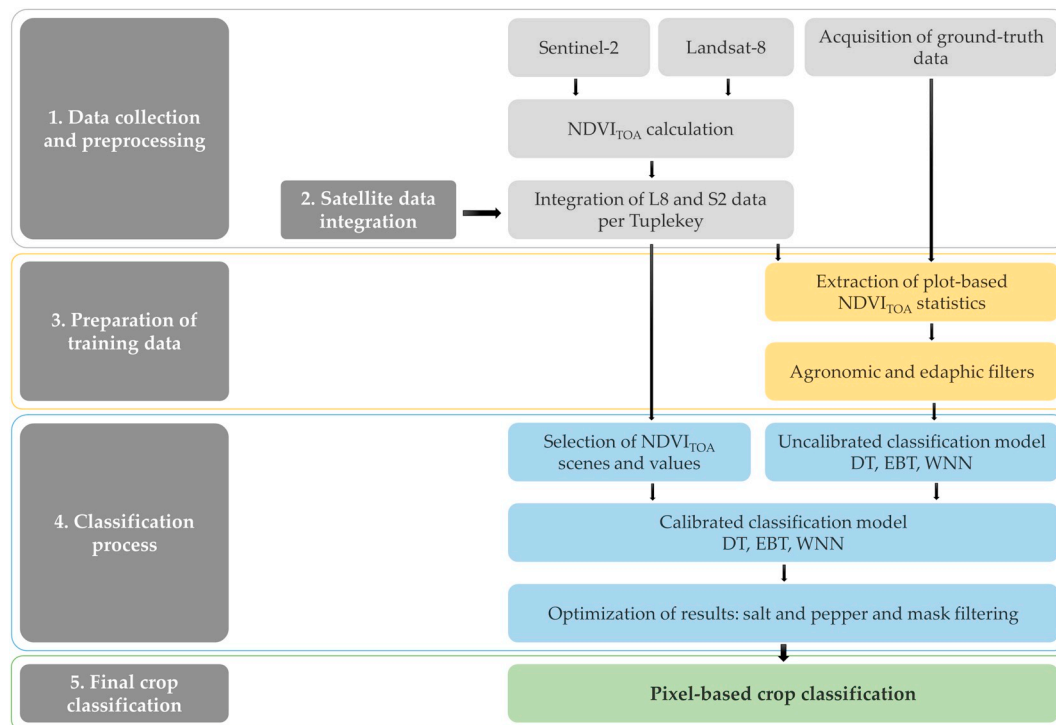 1. Data collection
and preprocessing
Sentinel-2
Landsat-8
Acquisition of ground-truth
data
NDVITOA calculation
2. Satellite data
integration
Integration of L8 and S2 data
per Tuplekey
3. Preparation of
training data
Extraction of plot-based
NDVITOA statistics
Agronomic and edaphic filters
4. Classification
process
Selection of NDVITOA
scenes and values
Uncalibrated classification model
DT, EBT, WNN
Calibrated classification model
DT, EBT, WNN
Optimization of results: salt and pepper and mask filtering
5. Final crop
classification
Pixel-based crop classification